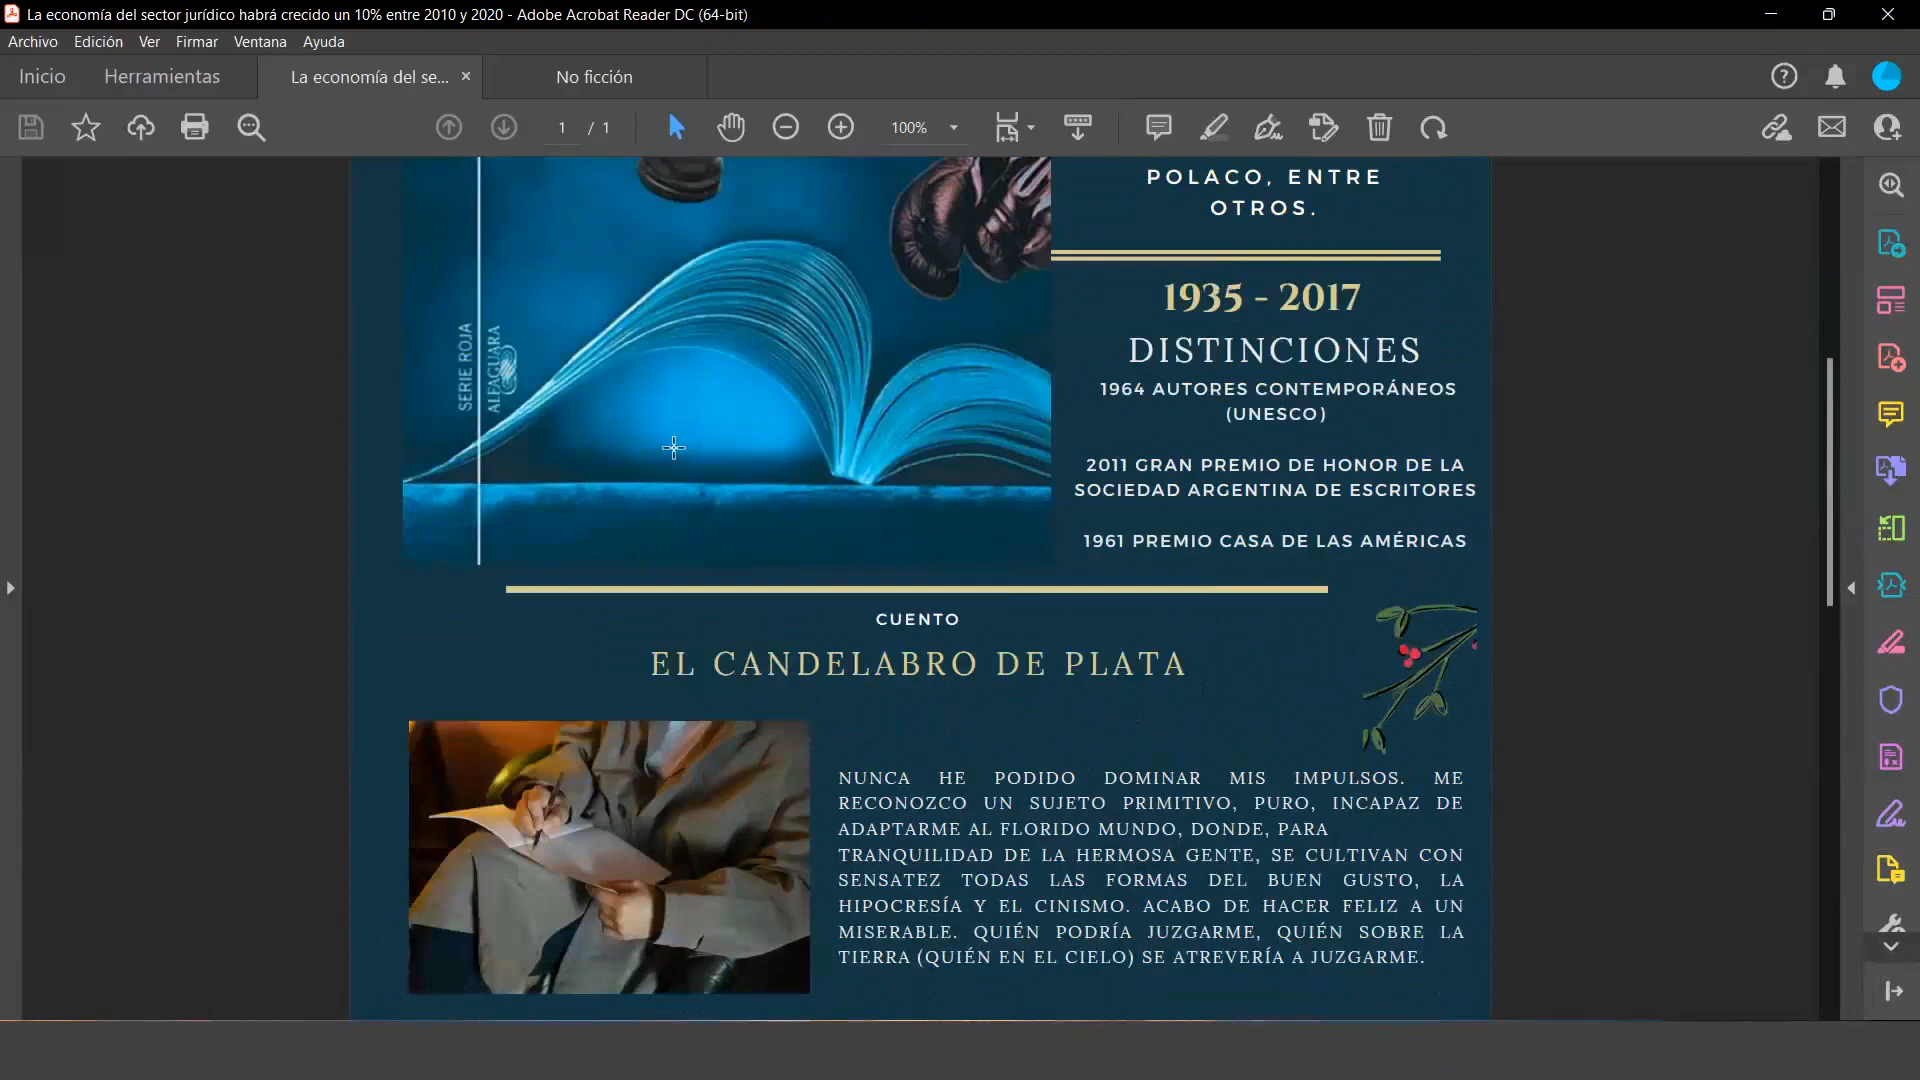 La economía del sector jurídico habrá crecido un 10% entre 2010 y 2020 - Adobe Acrobat Reader DC (64-bit)
Archivo Edición Ver Firmar Ventana Ayuda
Inicio Herramientas La economía del se... × No ficción
1 / 1 100%
POLACO, ENTRE
OTROS.
SERIE ROJA
ALFAGUARA
1935 - 2017
DISTINCIONES
1964 AUTORES CONTEMPORÁNEOS
(UNESCO)
2011 GRAN PREMIO DE HONOR DE LA
SOCIEDAD ARGENTINA DE ESCRITORES
1961 PREMIO CASA DE LAS AMÉRICAS
CUENTO
EL CANDELABRO DE PLATA
NUNCA HE PODIDO DOMINAR MIS IMPULSOS. ME
RECONOZCO UN SUJETO PRIMITIVO, PURO, INCAPAZ DE
ADAPTARME AL FLORIDO MUNDO, DONDE, PARA
TRANQUILIDAD DE LA HERMOSA GENTE, SE CULTIVAN CON
SENSATEZ TODAS LAS FORMAS DEL BUEN GUSTO, LA
HIPOCRESÍA Y EL CINISMO. ACABO DE HACER FELIZ A UN
MISERABLE. QUIÉN PODRÍA JUZGARME, QUIÉN SOBRE LA
TIERRA (QUIÉN EN EL CIELO) SE ATREVERÍA A JUZGARME.